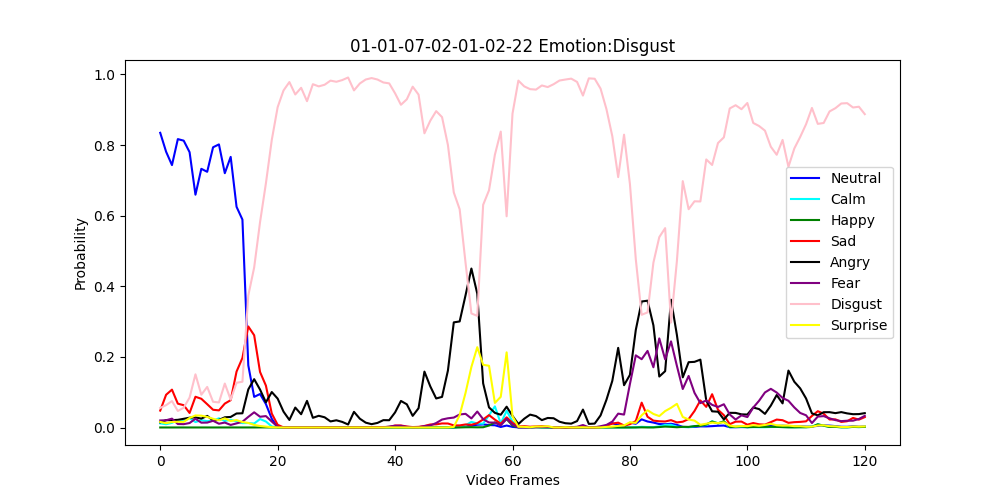 01-01-07-02-01-02-22 Emotion:Disgust
Probability
1.0
0.8
0.6
0.4
0.2
0.0
0 20 40 60 80 100 120
Video Frames
Neutral
Calm
Happy
Sad
Angry
Fear
Disgust
Surprise